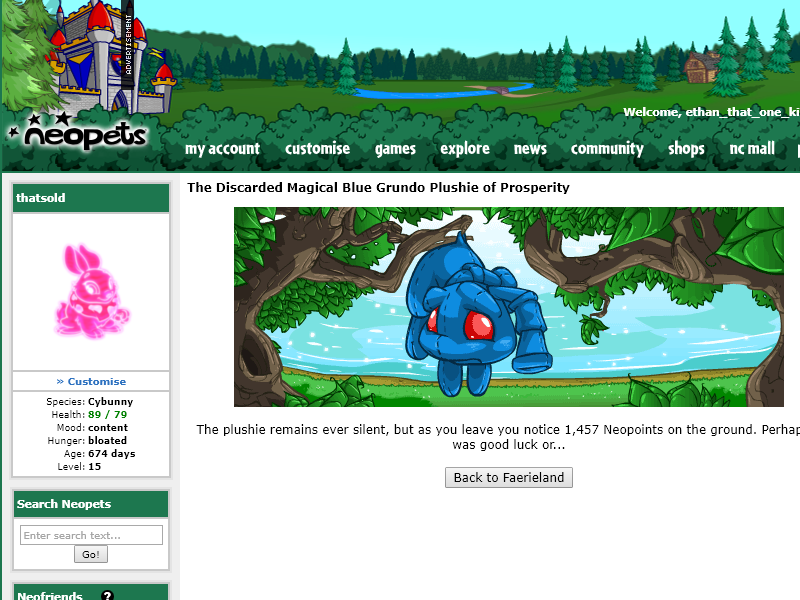 ADVERTISEMENT
Welcome, ethan_that_one_ki
neopets
my account customise games explore news community shops nc mall
thatsold
» Customise
Species: Cybunny
Health: 89 / 79
Mood: content
Hunger: bloated
Age: 674 days
Level: 15
Search Neopets
Enter search text...
Go!
Neofriends ?
The Discarded Magical Blue Grundo Plushie of Prosperity
The plushie remains ever silent, but as you leave you notice 1,457 Neopoints on the ground. Perhap
was good luck or...
Back to Faerieland